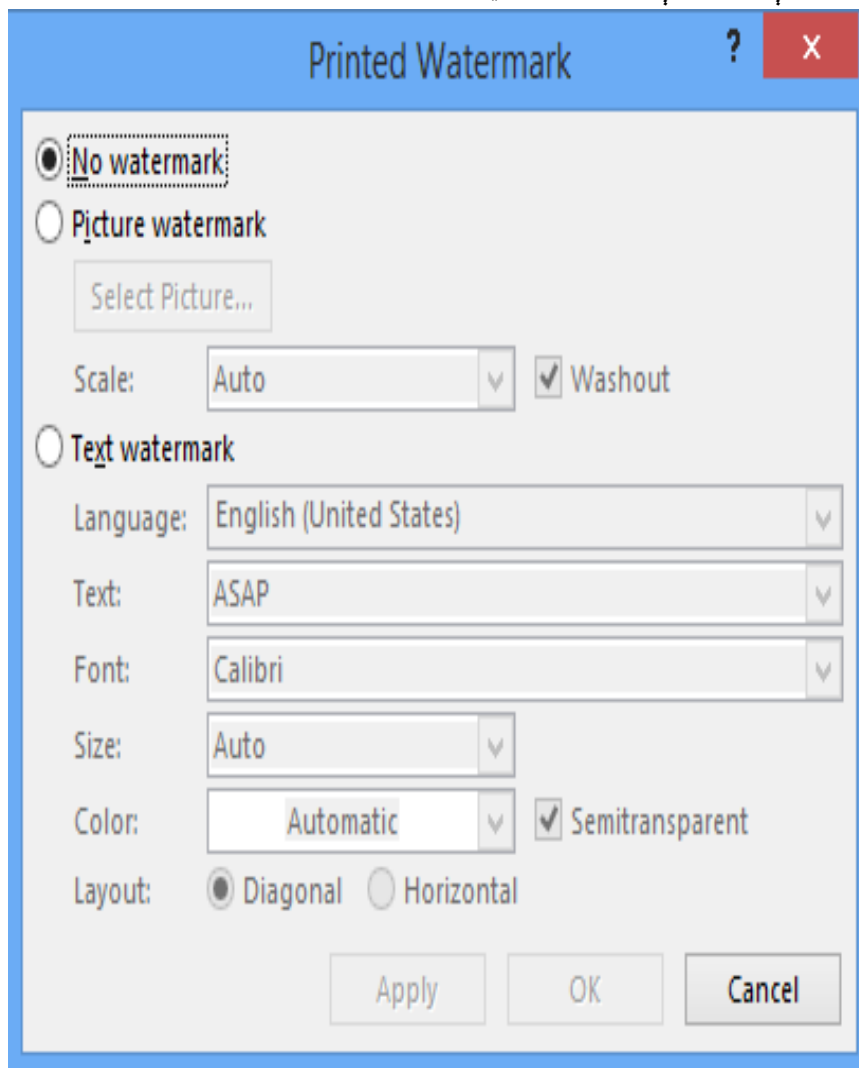 Printed Watermark ? x
No watermark
Picture watermark
Select Picture...
Scale: Auto Washout
Text watermark
Language: English (United States)
Text: ASAP
Font: Calibri
Size: Auto
Color: Automatic Semitransparent
Layout: Diagonal Horizontal
Apply OK Cancel